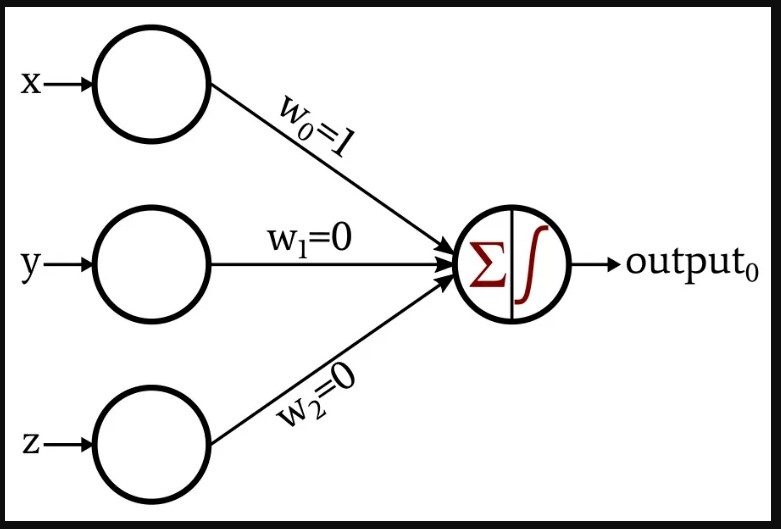 x
w₀=1
y
w₁=0
Σ ∫
output₀
z
w₂=0